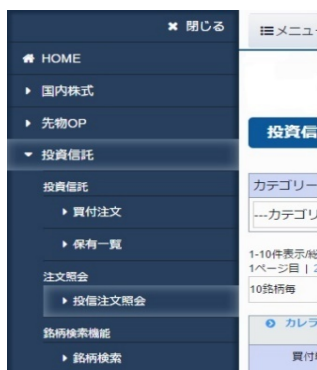 ✖ 閉じる
HOME
国内株式
先物OP
投資信託
投資信託
買付注文
保有一覧
注文照会
投信注文照会
銘柄検索機能
銘柄検索
メニュ
投資信
カテゴリー
---カテゴリ
1-10件表示/総
1ページ目 | 2
10銘柄毎
カレラ
買付